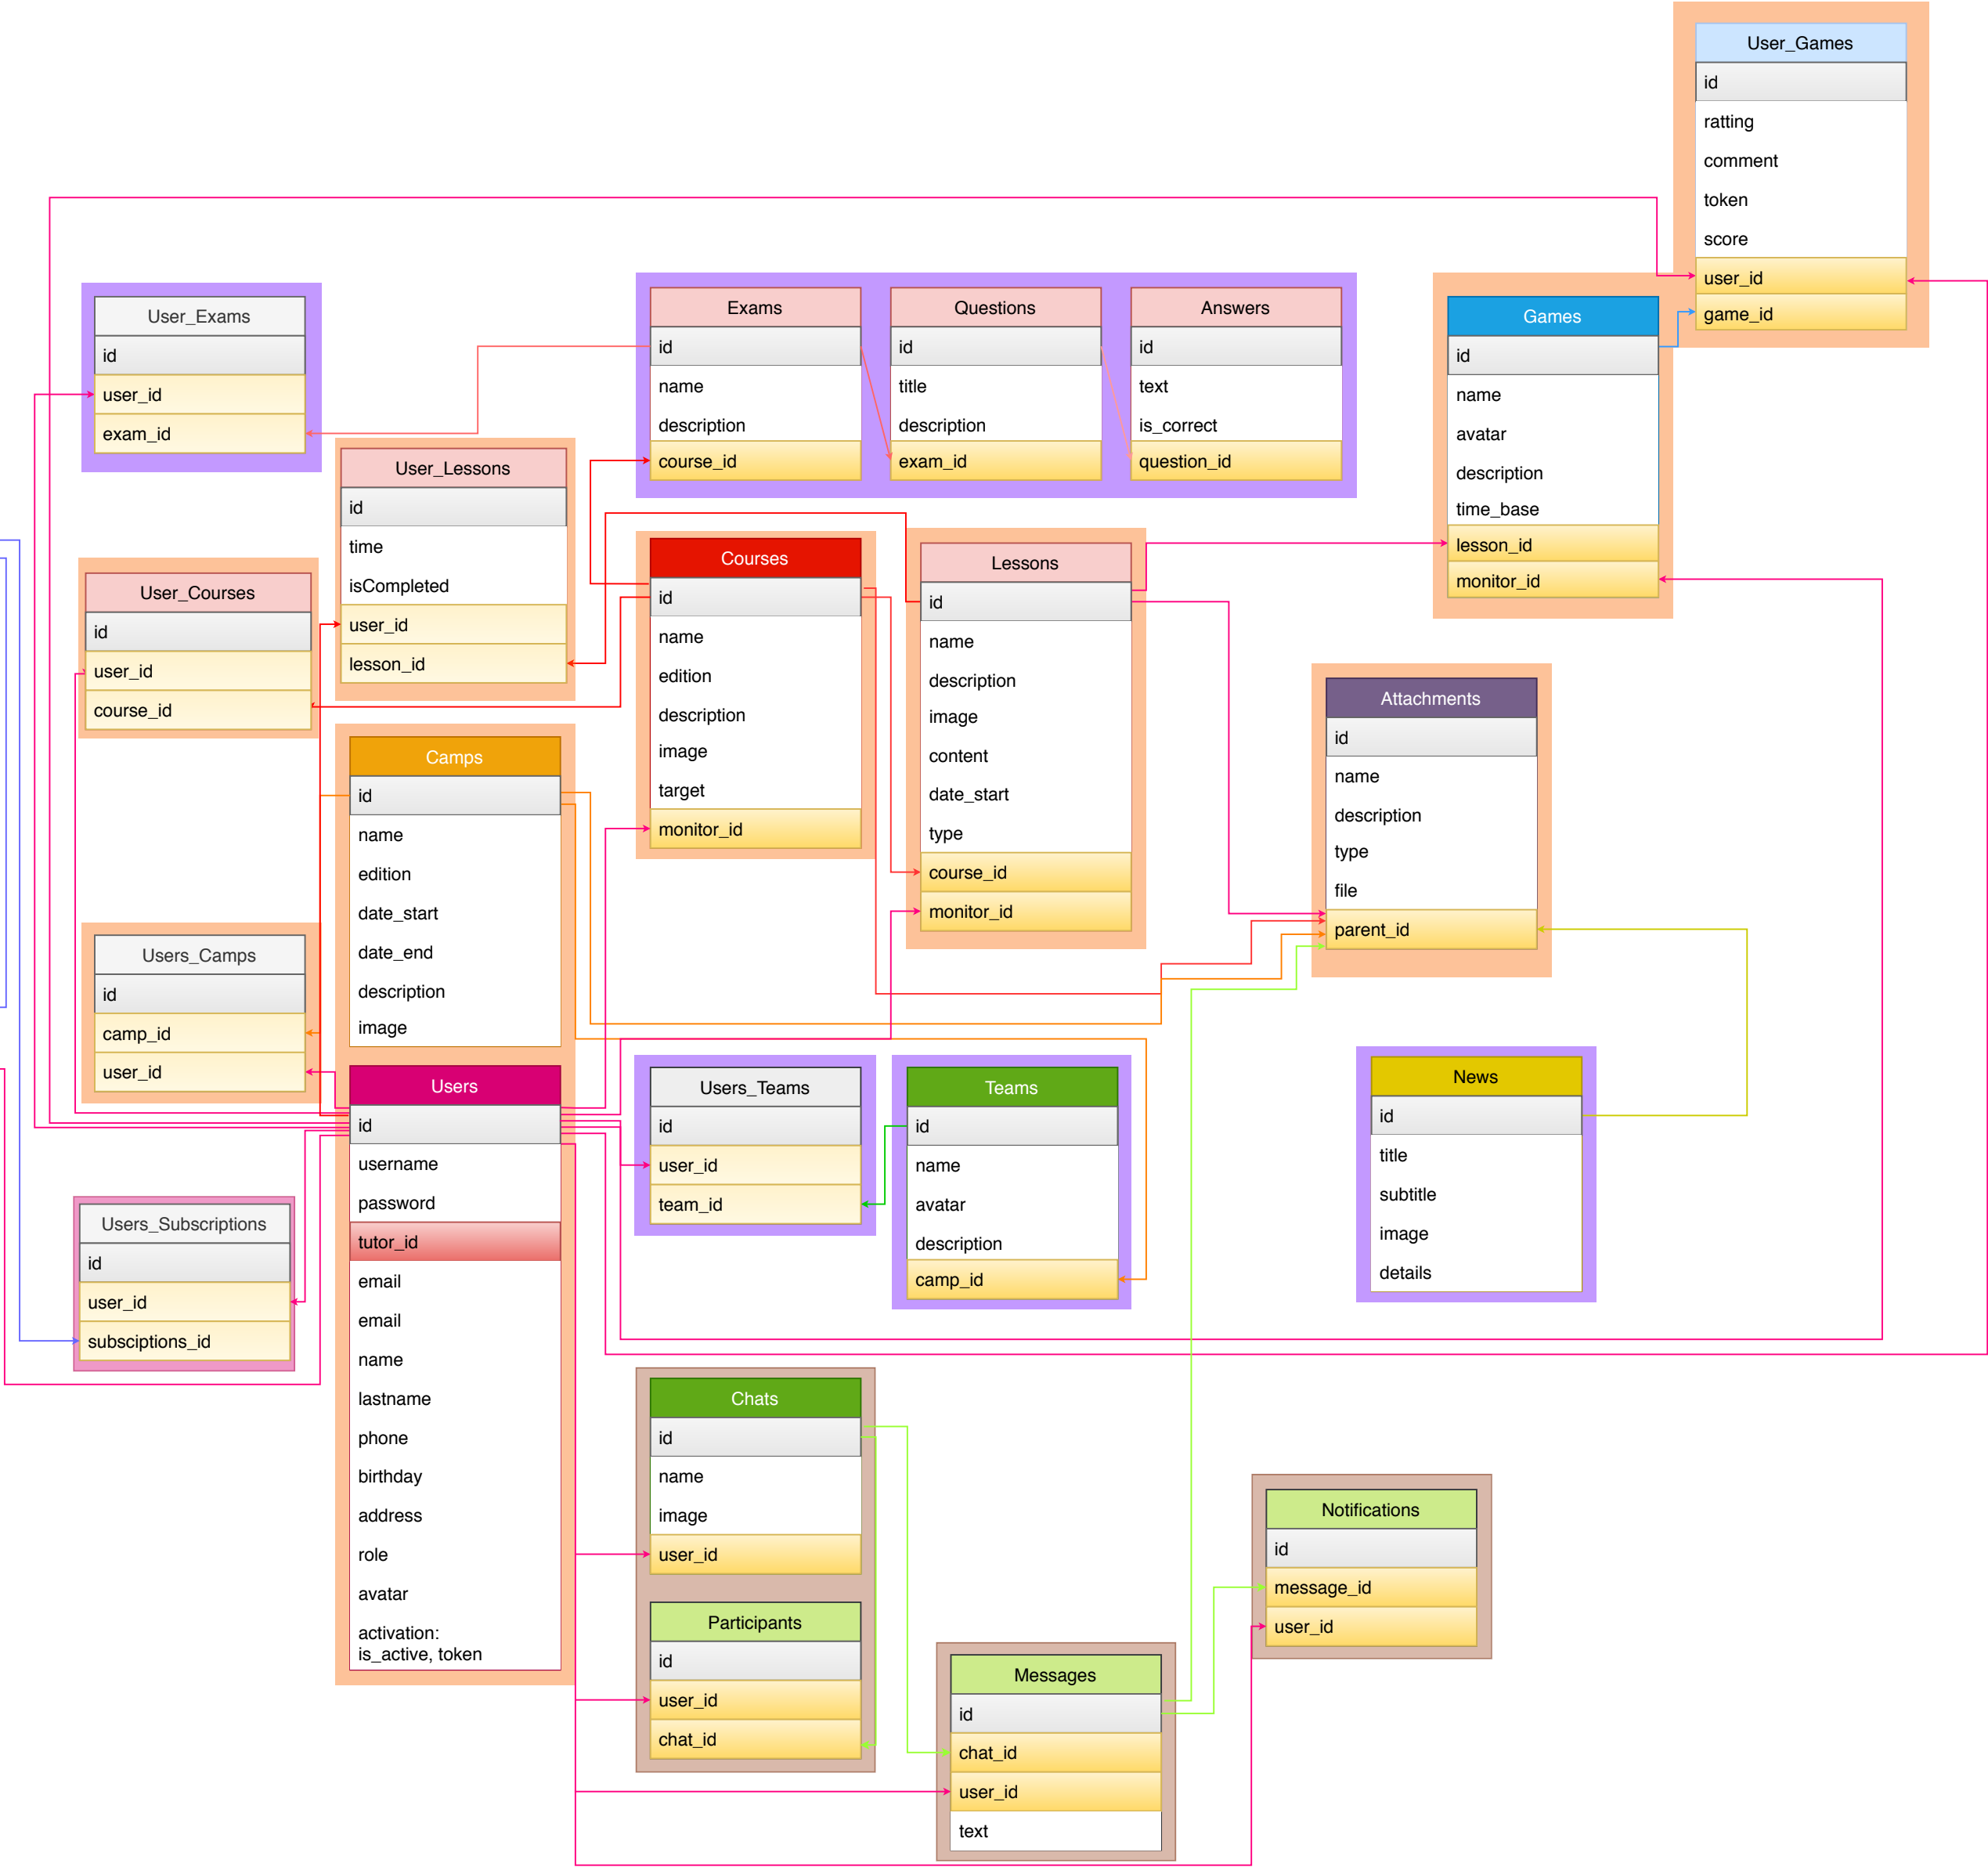 User_Games
id
ratting
comment
token
score
user_id
game_id
User_Exams
id
user_id
exam_id
Exams
id
name
description
course_id
Questions
id
title
description
exam_id
Answers
id
text
is_correct
question_id
Games
id
name
avatar
description
time_base
lesson_id
monitor_id
User_Lessons
id
time
isCompleted
user_id
lesson_id
User_Courses
id
user_id
course_id
Courses
id
name
edition
description
image
target
monitor_id
Lessons
id
name
description
image
content
date_start
type
course_id
monitor_id
Attachments
id
name
description
type
file
parent_id
Camps
id
name
edition
date_start
date_end
description
image
Users_Camps
id
camp_id
user_id
Users
id
username
password
tutor_id
email
email
name
lastname
phone
birthday
address
role
avatar
activation:
is_active, token
Users_Teams
id
user_id
team_id
Teams
id
name
avatar
description
camp_id
News
id
title
subtitle
image
details
Users_Subscriptions
id
user_id
subsciptions_id
Chats
id
name
image
user_id
Participants
id
user_id
chat_id
Messages
id
chat_id
user_id
text
Notifications
id
message_id
user_id